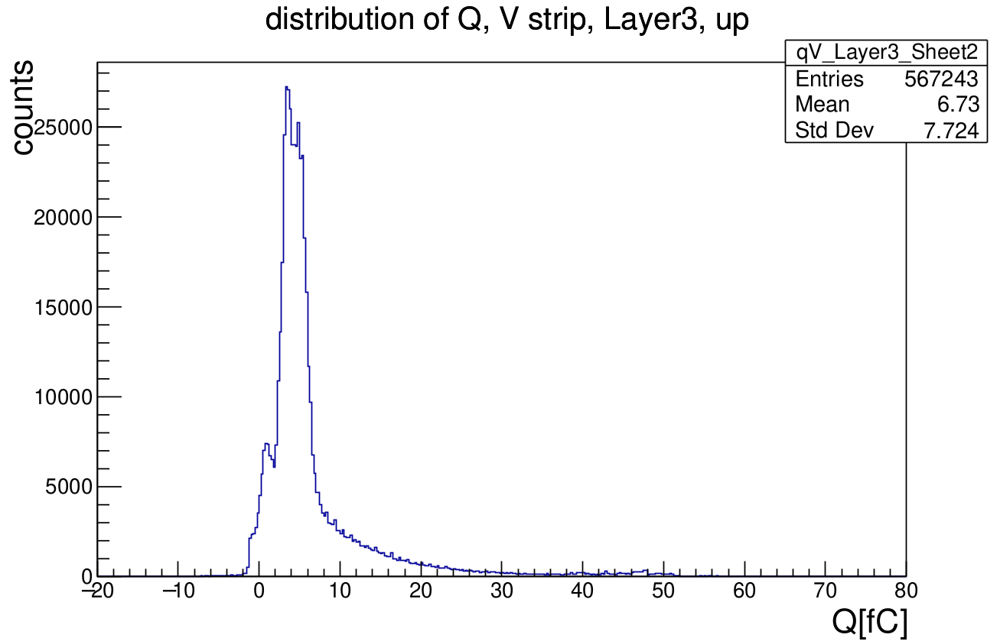 distribution of Q, V strip, Layer3, up
qV_Layer3_Sheet2
Entries 567243
Mean 6.73
Std Dev 7.724
counts
25000
20000
15000
10000
5000
0
−20 −10 0 10 20 30 40 50 60 70 80
Q[fC]